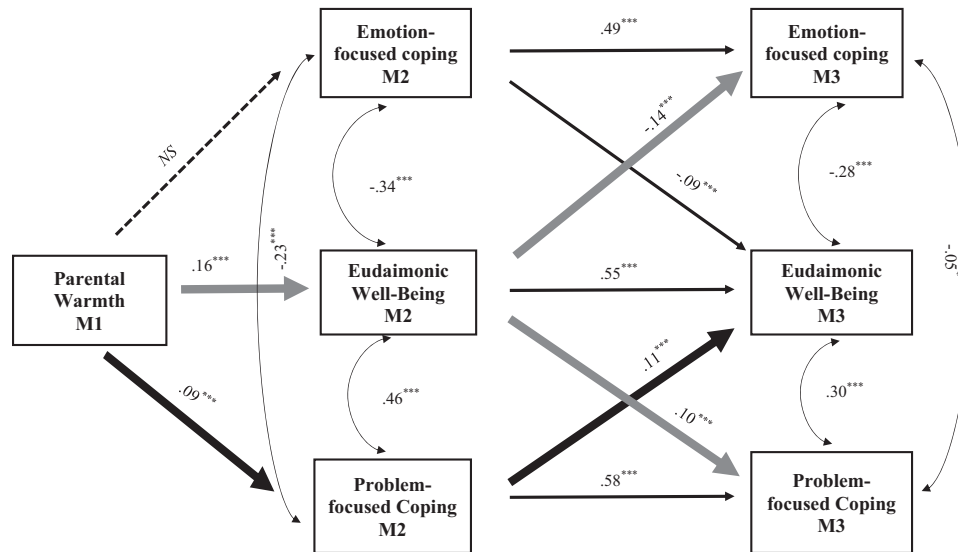 Emotion-
focused coping
M2
.49***
Emotion-
focused coping
M3
NS
-.14***
-.34***
-.09***
-.28***
-.23***
-.05*
Parental
Warmth
M1
.16***
Eudaimonic
Well-Being
M2
.55***
Eudaimonic
Well-Being
M3
.09***
.46***
.11***
.10***
.30***
Problem-
focused Coping
M2
.58***
Problem-
focused Coping
M3